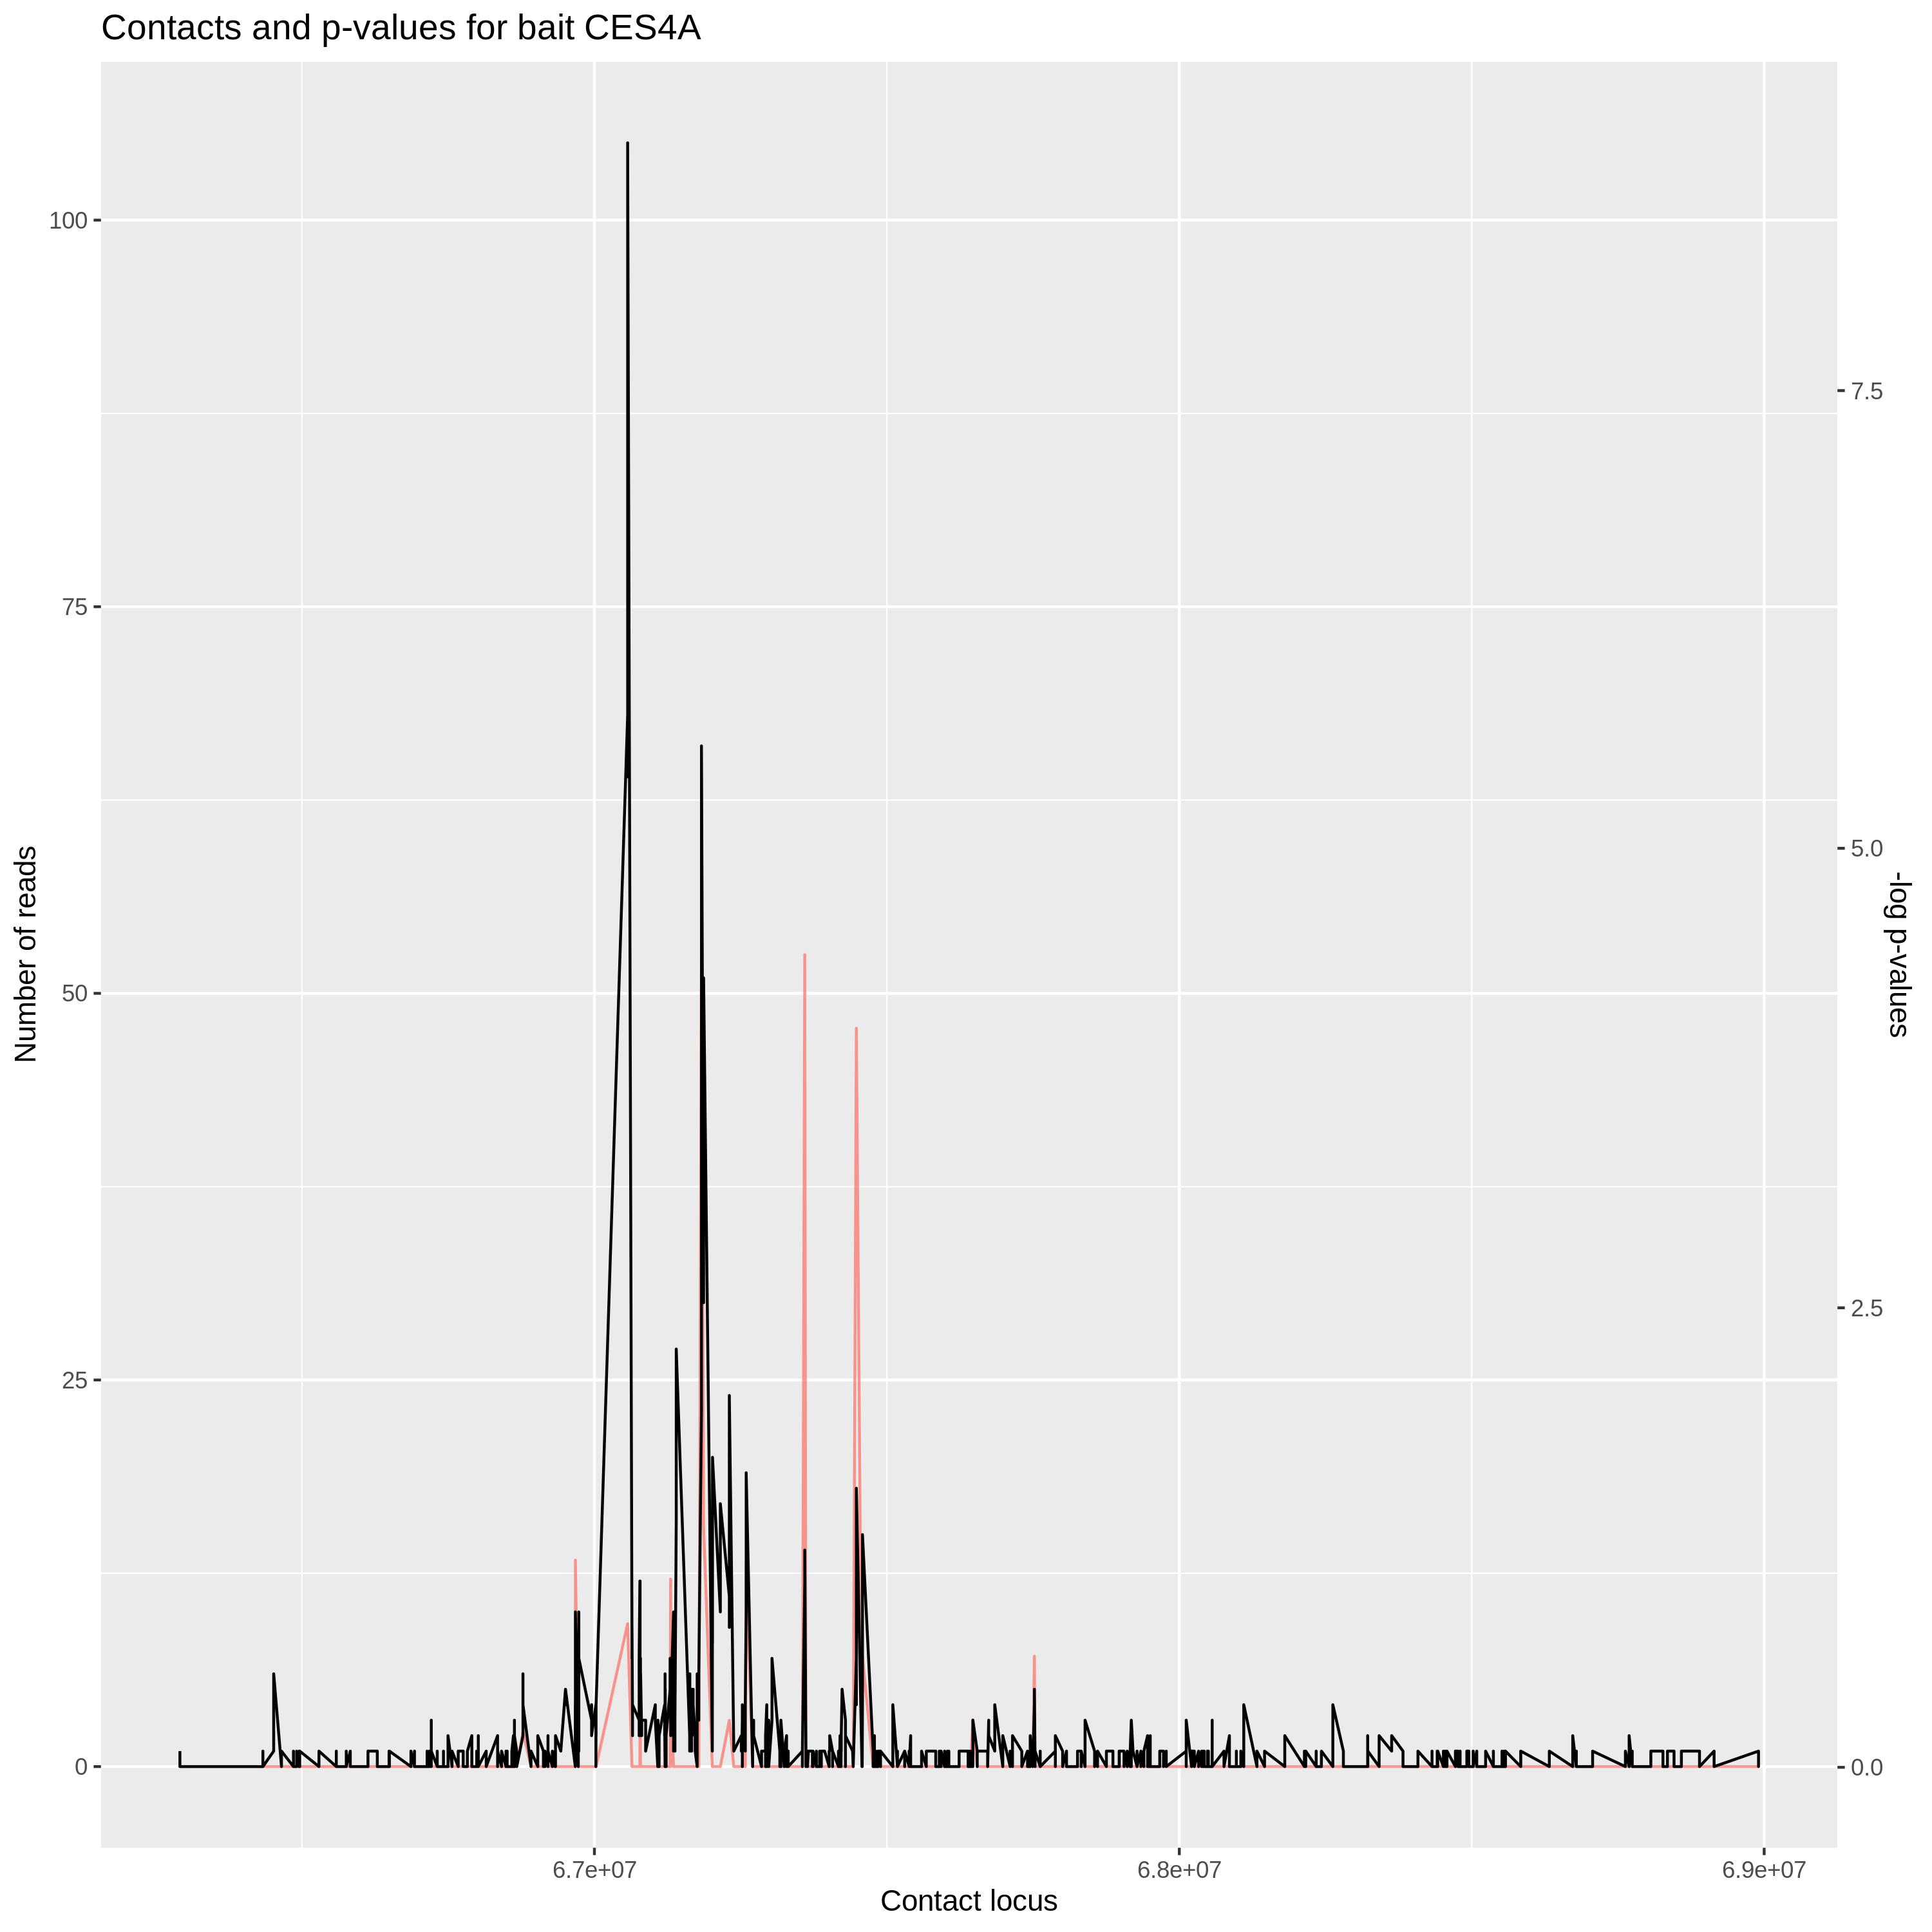 Contacts and p-values for bait CES4A
100
75
50
25
0
Number of reads
7.5
5.0
2.5
0.0
-log p-values
6.7e+07
6.8e+07
6.9e+07
Contact locus